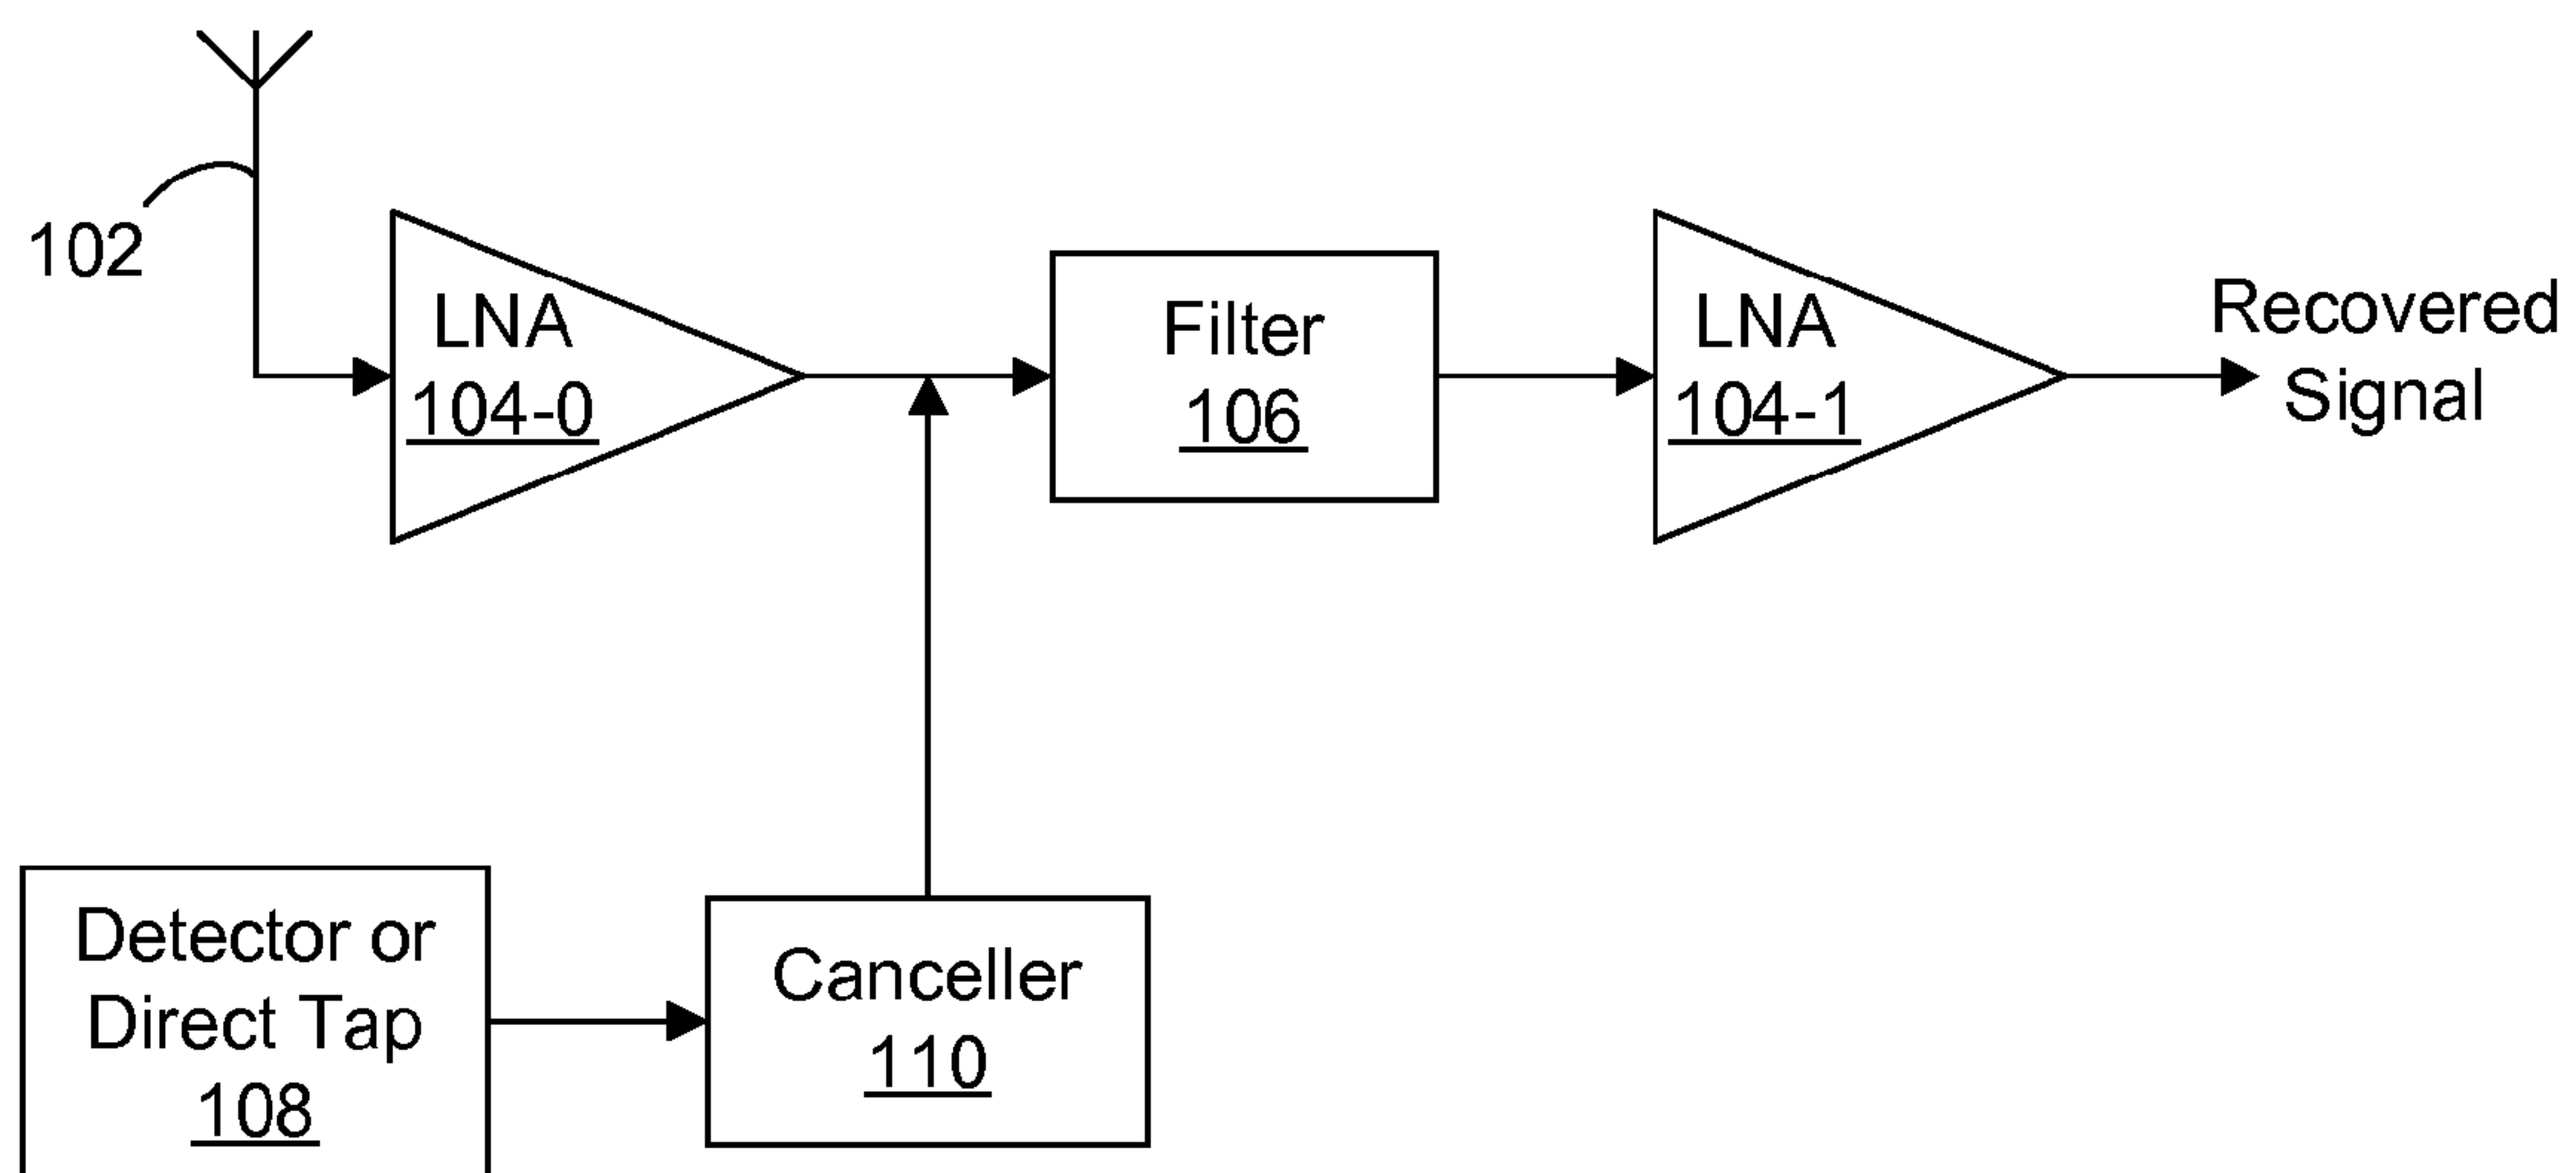 102
LNA
104-0
Filter
106
LNA
104-1
Recovered
Signal
Detector or
Direct Tap
108
Canceller
110